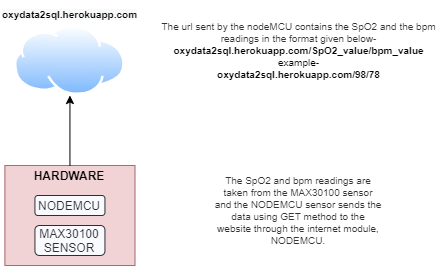 oxydata2sql.herokuapp.com
The url sent by the nodeMCU contains the SpO2 and the bpm
readings in the format given below-
oxydata2sql.herokuapp.com/SpO2_value/bpm_value
example-
oxydata2sql.herokuapp.com/98/78
HARDWARE
NODEMCU
MAX30100
SENSOR
The SpO2 and bpm readings are
taken from the MAX30100 sensor
and the NODEMCU sensor sends the
data using GET method to the
website through the internet module,
NODEMCU.